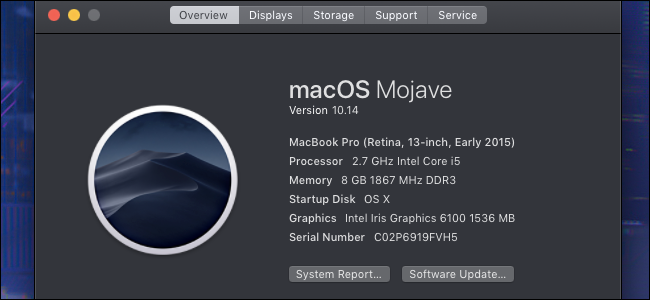 Overview Displays Storage Support Service
macOS Mojave
Version 10.14
MacBook Pro (Retina, 13-inch, Early 2015)
Processor 2.7 GHz Intel Core i5
Memory 8 GB 1867 MHz DDR3
Startup Disk OS X
Graphics Intel Iris Graphics 6100 1536 MB
Serial Number C02P6919FVH5
System Report... Software Update...